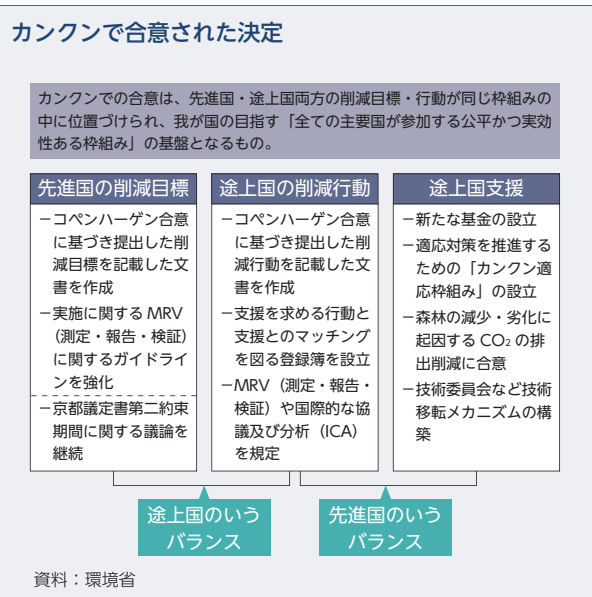 カンクンで合意された決定
カンクンでの合意は、先進国・途上国両方の削減目標・行動が同じ枠組みの
中に位置づけられ、我が国の目指す「全ての主要国が参加する公平かつ実効
性ある枠組み」の基盤となるもの。
先進国の削減目標
－コペンハーゲン合意
に基づき提出した削
減目標を記載した文
書を作成
－実施に関する MRV
（測定・報告・検証）
に関するガイドライ
ンを強化
－京都議定書第二約束
期間に関する議論を
継続
途上国の削減行動
－コペンハーゲン合意
に基づき提出した削
減行動を記載した文
書を作成
－支援を求める行動と
支援とのマッチング
を図る登録簿を設立
－MRV（測定・報告・
検証）や国際的な協
議及び分析（ICA）
を規定
途上国支援
－新たな基金の設立
－適応対策を推進する
ための「カンクン適
応枠組み」の設立
－森林の減少・劣化に
起因する CO₂ の排
出削減に合意
－技術委員会など技術
移転メカニズムの構
築
途上国のいう
バランス
先進国のいう
バランス
資料：環境省